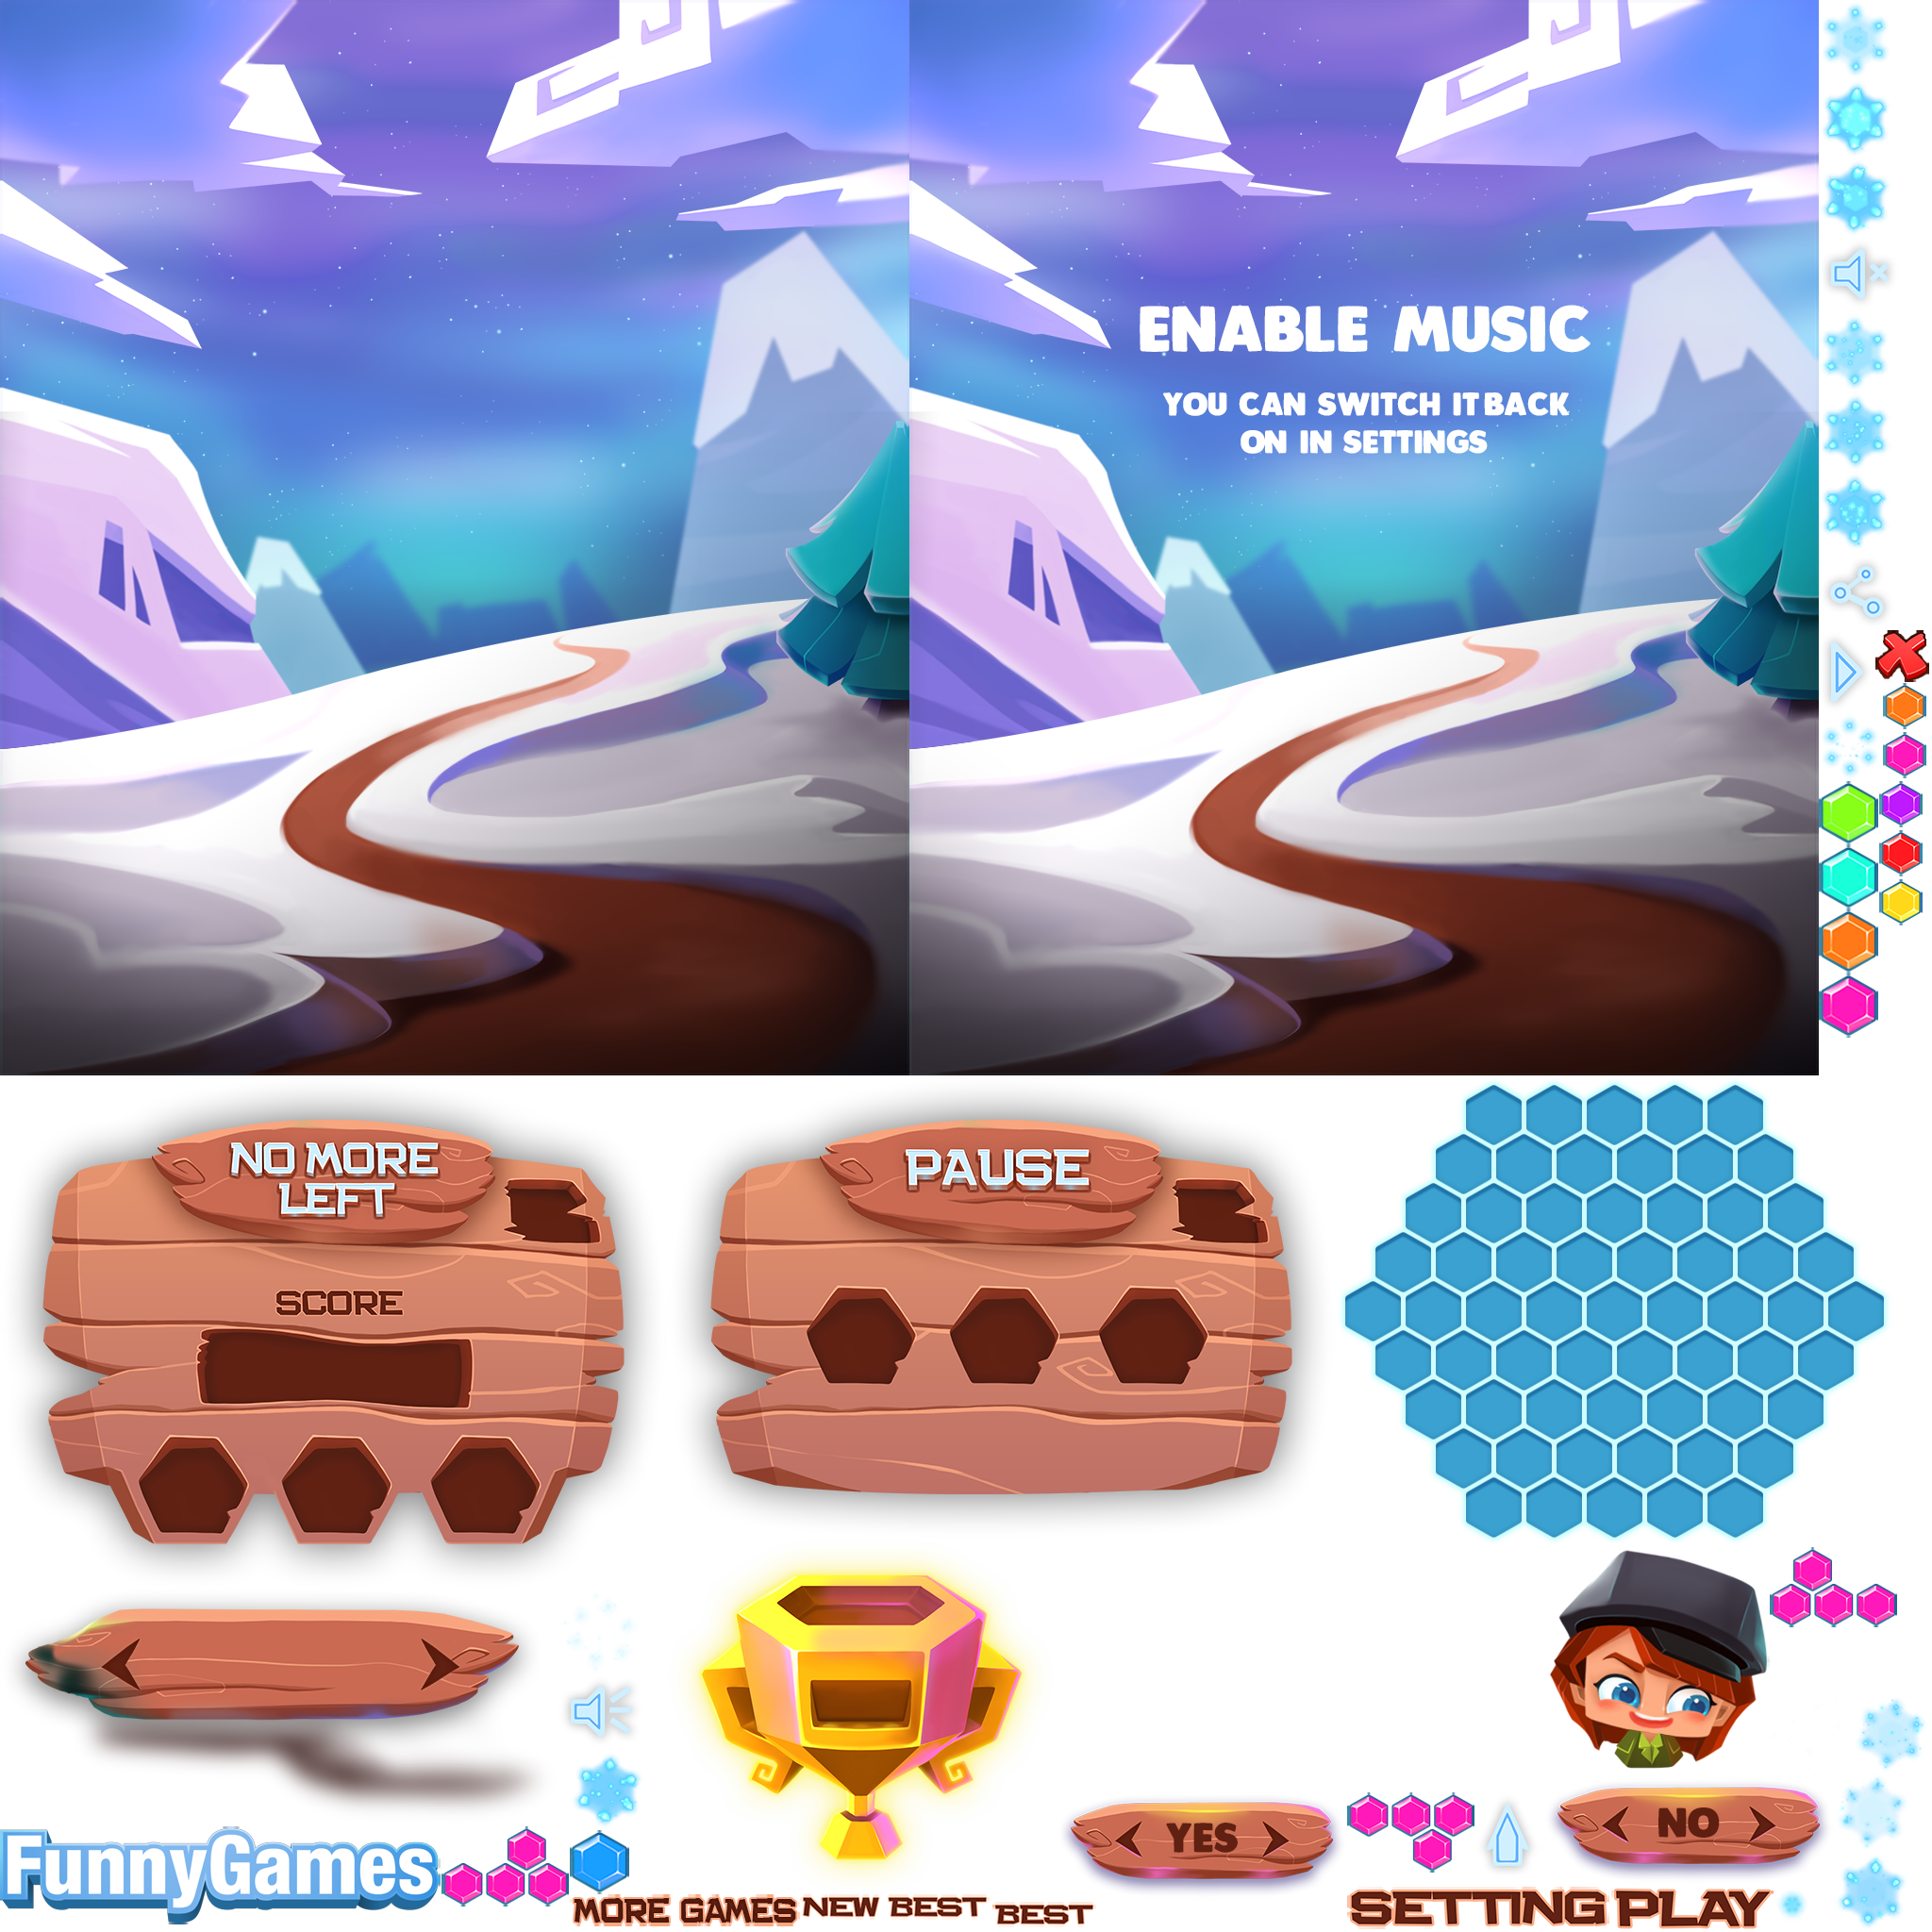 ENABLE MUSIC
YOU CAN SWITCH IT BACK
ON IN SETTINGS
NO MORE
LEFT
SCORE
PAUSE
YES
NO
FunnyGames
MORE GAMES
NEW BEST
BEST
SETTING
PLAY